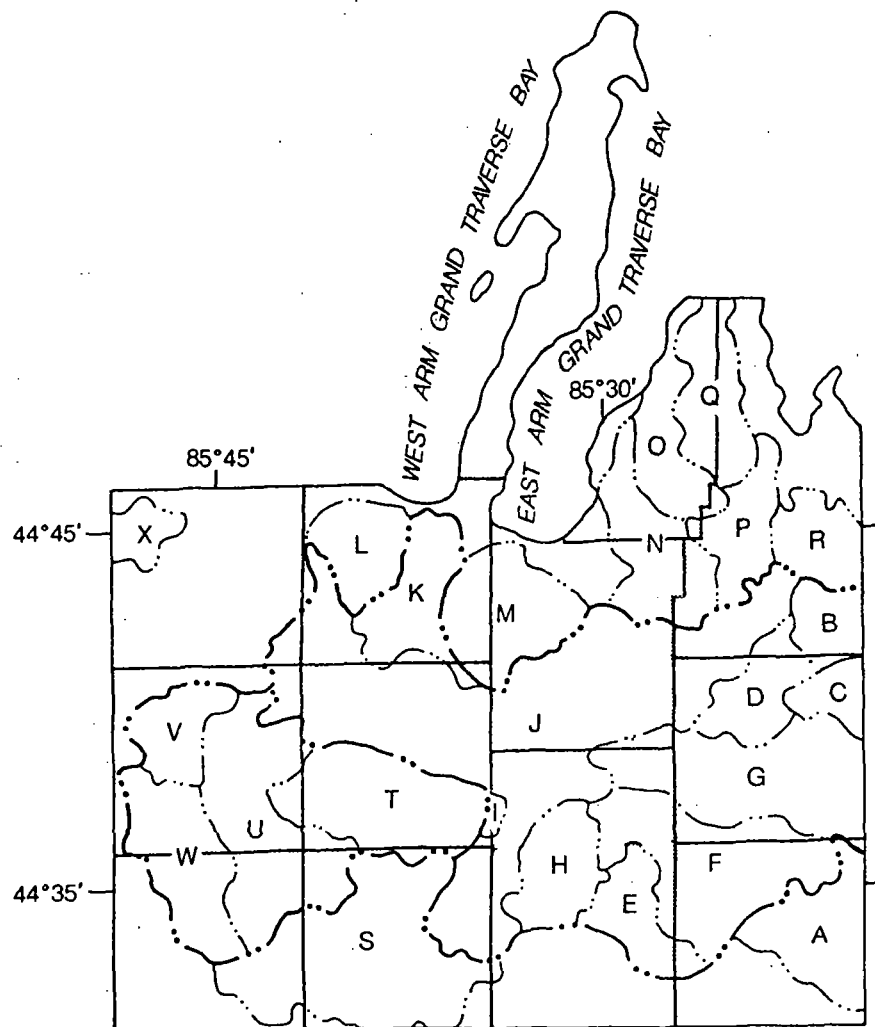 WEST ARM GRAND TRAVERSE BAY
EAST ARM GRAND TRAVERSE BAY
85°30'
85°45'
44°45'
44°35'
Q
O
X
L
N
P
R
K
M
B
D
C
V
J
G
T
I
U
W
H
F
E
S
A